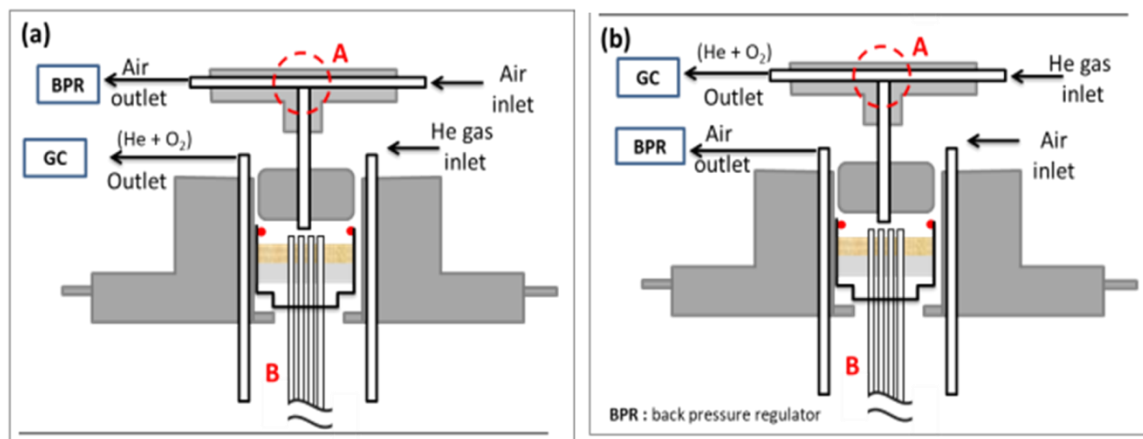 (a)
A
BPR
Air
outlet
Air
inlet
(He + O₂)
GC
Outlet
He gas
inlet
B
(b)
A
(He + O₂)
GC
Outlet
He gas
inlet
BPR
Air
outlet
Air
inlet
B
BPR : back pressure regulator